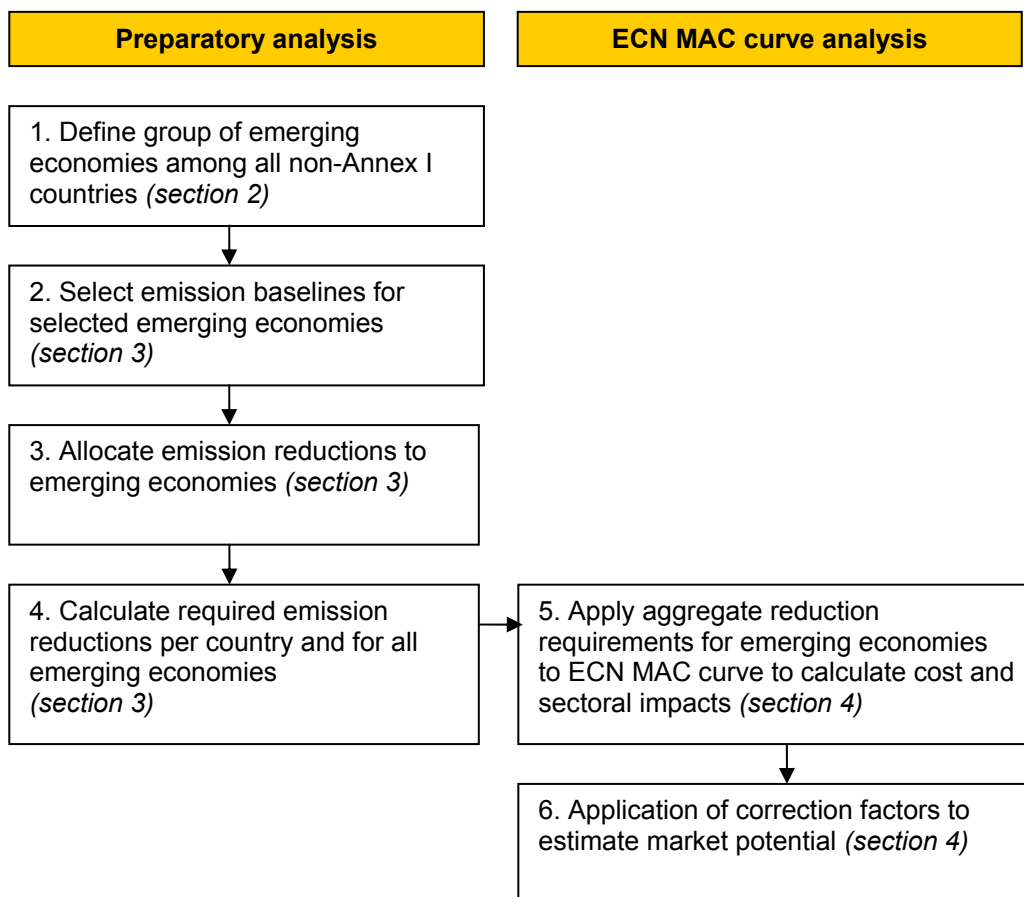 Preparatory analysis
ECN MAC curve analysis
1. Define group of emerging
economies among all non-Annex I
countries (section 2)
2. Select emission baselines for
selected emerging economies
(section 3)
3. Allocate emission reductions to
emerging economies (section 3)
4. Calculate required emission
reductions per country and for all
emerging economies
(section 3)
5. Apply aggregate reduction
requirements for emerging economies
to ECN MAC curve to calculate cost and
sectoral impacts (section 4)
6. Application of correction factors to
estimate market potential (section 4)